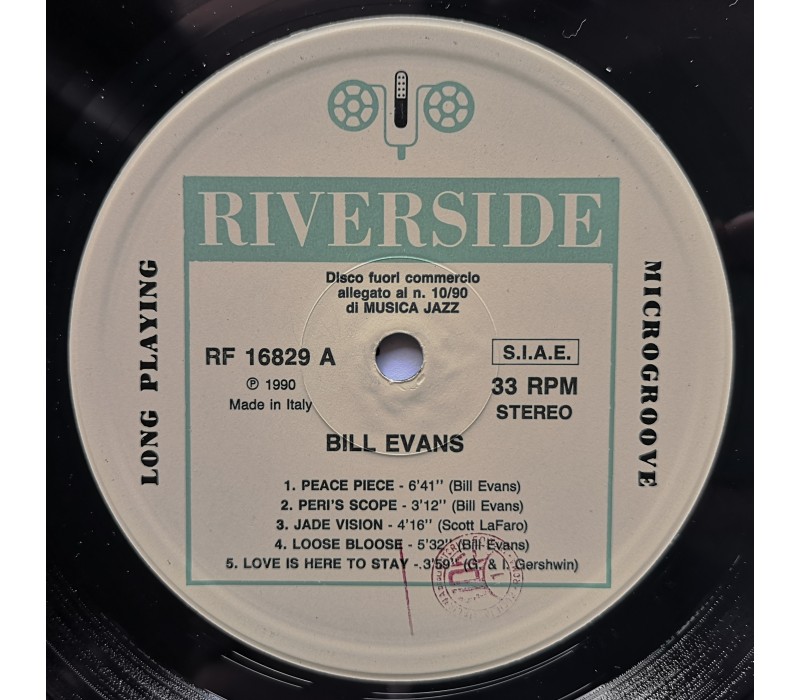 RIVERSIDE
Disco fuori commercio
allegato al n. 10/90
di MUSICA JAZZ
LONG PLAYING
MICROGROOVE
RF 16829 A
℗ 1990
Made in Italy
S.I.A.E.
33 RPM
STEREO
BILL EVANS
1. PEACE PIECE - 6'41'' (Bill Evans)
2. PERI'S SCOPE - 3'12'' (Bill Evans)
3. JADE VISION - 4'16'' (Scott LaFaro)
4. LOOSE BLOOSE - 5'32'' (Bill Evans)
5. LOVE IS HERE TO STAY - 3'59'' (G. & I. Gershwin)